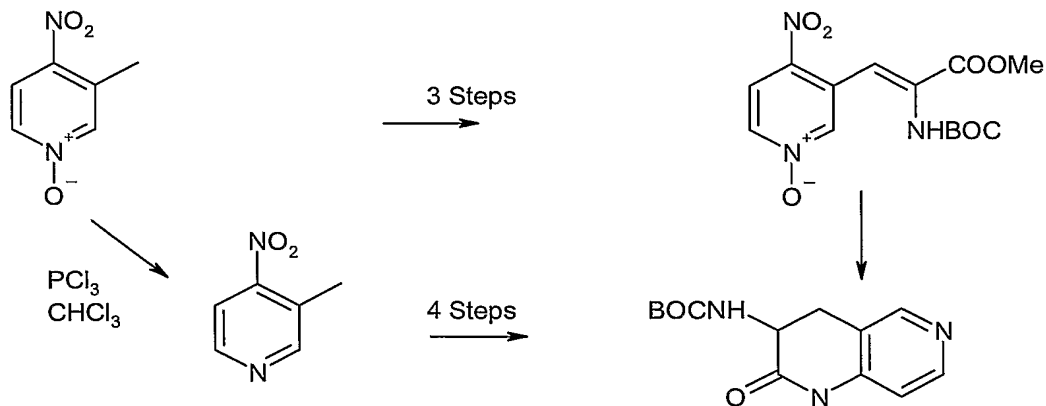 NO2
N+
O−
3 Steps
NO2
COOMe
NHBOC
N+
O−
PCl3
CHCl3
NO2
N
4 Steps
BOCNH
O
N
N